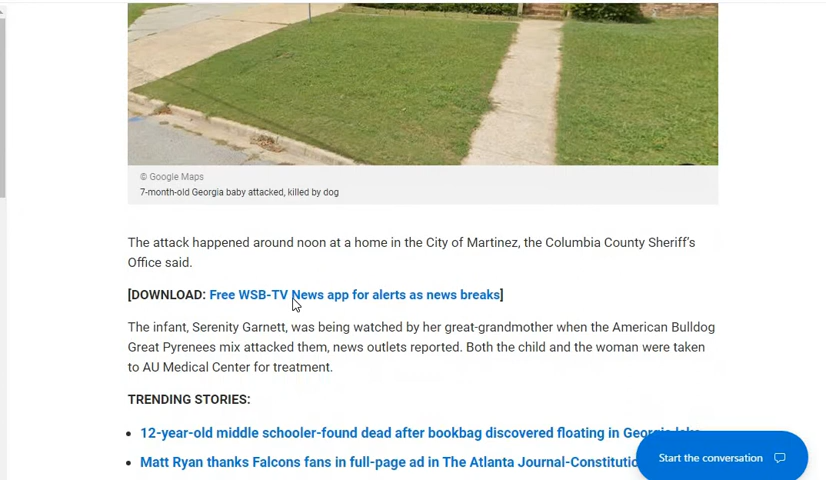 © Google Maps
7-month-old Georgia baby attacked, killed by dog
The attack happened around noon at a home in the City of Martinez, the Columbia County Sheriff's
Office said.
[DOWNLOAD: Free WSB-TV News app for alerts as news breaks]
The infant, Serenity Garnett, was being watched by her great-grandmother when the American Bulldog
Great Pyrenees mix attacked them, news outlets reported. Both the child and the woman were taken
to AU Medical Center for treatment.
TRENDING STORIES:
12-year-old middle schooler-found dead after bookbag discovered floating in Georgia
Matt Ryan thanks Falcons fans in full-page ad in The Atlanta
Start the conversation